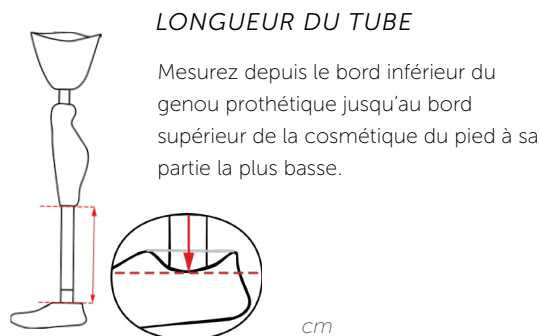 LONGUEUR DU TUBE
Mesurez depuis le bord inférieur du
genou prothétique jusqu'au bord
supérieur de la cosmétique du pied à sa
partie la plus basse.
cm